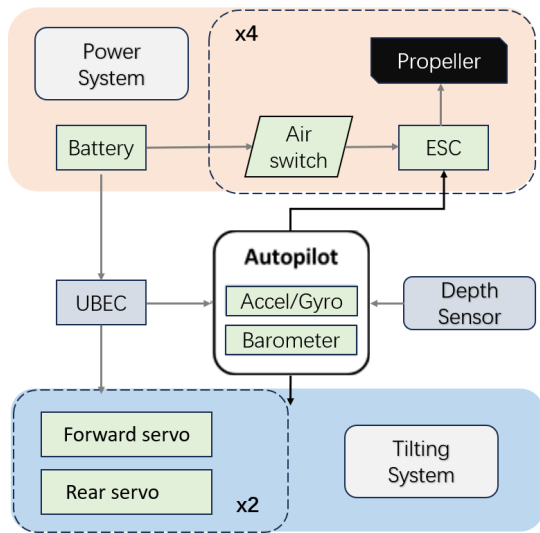 Power
System
x4
Propeller
Battery
Air
switch
ESC
Autopilot
UBEC
Accel/Gyro
Barometer
Depth
Sensor
Forward servo
Rear servo
x2
Tilting
System